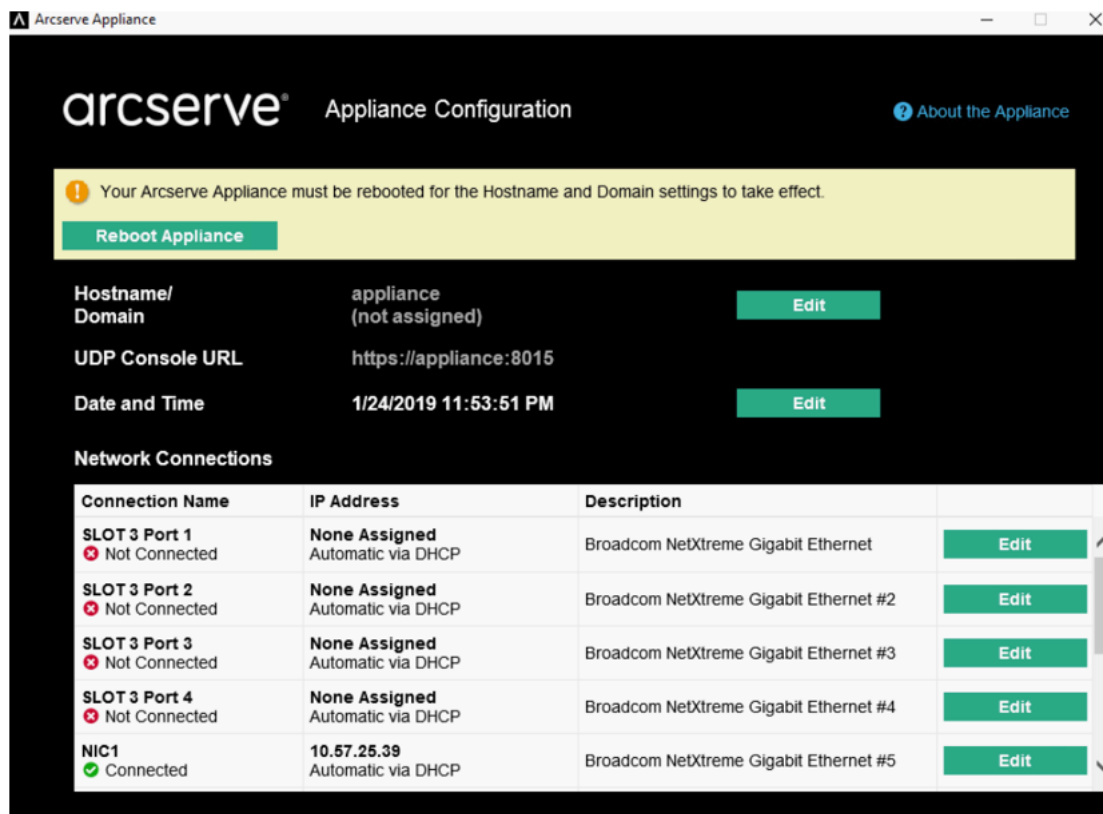 Arcserve Appliance
arcserve® Appliance Configuration
About the Appliance
Your Arcserve Appliance must be rebooted for the Hostname and Domain settings to take effect.
Reboot Appliance
Hostname/ appliance
Domain (not assigned)
Edit
UDP Console URL https://appliance:8015
Date and Time 1/24/2019 11:53:51 PM Edit
Network Connections
Connection Name IP Address Description
SLOT 3 Port 1 None Assigned
Not Connected Automatic via DHCP
Broadcom NetXtreme Gigabit Ethernet Edit
SLOT 3 Port 2 None Assigned
Not Connected Automatic via DHCP
Broadcom NetXtreme Gigabit Ethernet #2 Edit
SLOT 3 Port 3 None Assigned
Not Connected Automatic via DHCP
Broadcom NetXtreme Gigabit Ethernet #3 Edit
SLOT 3 Port 4 None Assigned
Not Connected Automatic via DHCP
Broadcom NetXtreme Gigabit Ethernet #4 Edit
NIC1 10.57.25.39
Connected Automatic via DHCP
Broadcom NetXtreme Gigabit Ethernet #5 Edit